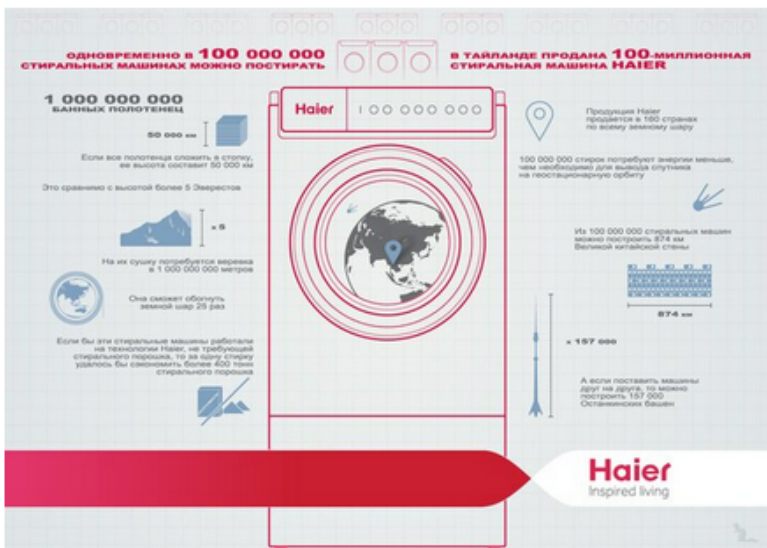 ОДНОВРЕМЕННО В 100 000 000
СТИРАЛЬНЫХ МАШИНАХ МОЖНО ПОСТИРАТЬ
1 000 000 000
БАННЫХ ПОЛОТЕНЕЦ
50 000 км
Если все полотенца сложить в стопку,
ее высота составит 50 000 км
Это сравнимо с высотой более 5 Эверестов
x 5
На их сушку потребуется веревка
в 1 000 000 000 метров
Она сможет обогнуть
земной шар 25 раз
Если бы эти стиральные машины работали
на технологии Haier, не требующей
стирального порошка, то за одну стирку
удалось бы сэкономить более 400 тонн
стирального порошка
Haier
1 00 000 000
В ТАЙЛАНДЕ ПРОДАНА 100-МИЛЛИОННАЯ
СТИРАЛЬНАЯ МАШИНА HAIER
Продукция Haier
продается в 160 странах
по всему земному шару
100 000 000 стирок потребуют энергии меньше,
чем необходимо для вывода спутника
на геостационарную орбиту
Из 100 000 000 стиральных машин
можно построить 874 км
Великой китайской стены
874 км
x 157 000
А если поставить машины
друг на друга, то можно
построить 157 000
Останкинских башен
Haier
Inspired living